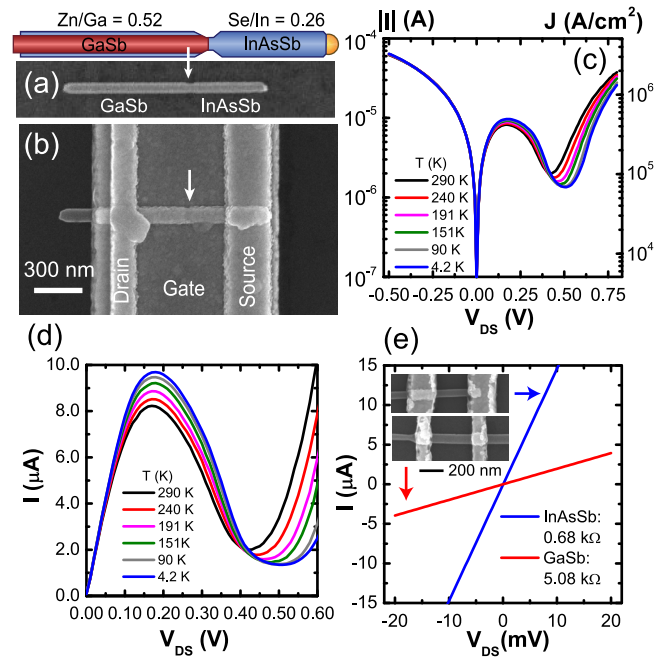 Zn/Ga = 0.52 Se/In = 0.26
GaSb InAsSb
(a)
GaSb InAsSb
(b)
300 nm
Drain
Gate
Source
|I| (A) J (A/cm²)
(c)
10⁻⁴
10⁻⁵
10⁻⁶
10⁻⁷
10⁶
10⁵
10⁴
T (K)
290 K
240 K
191 K
151K
90 K
4.2 K
-0.50 -0.25 0.00 0.25 0.50 0.75
V_DS (V)
(d)
I (µA)
10.0
8.0
6.0
4.0
2.0
0.0
T (K)
290 K
240 K
191 K
151K
90 K
4.2 K
0.00 0.10 0.20 0.30 0.40 0.50 0.60
V_DS (V)
(e)
I (µA)
15
10
5
0
-5
-10
-15
200 nm
InAsSb:
0.68 kΩ
GaSb:
5.08 kΩ
-20 -10 0 10 20
V_DS (mV)